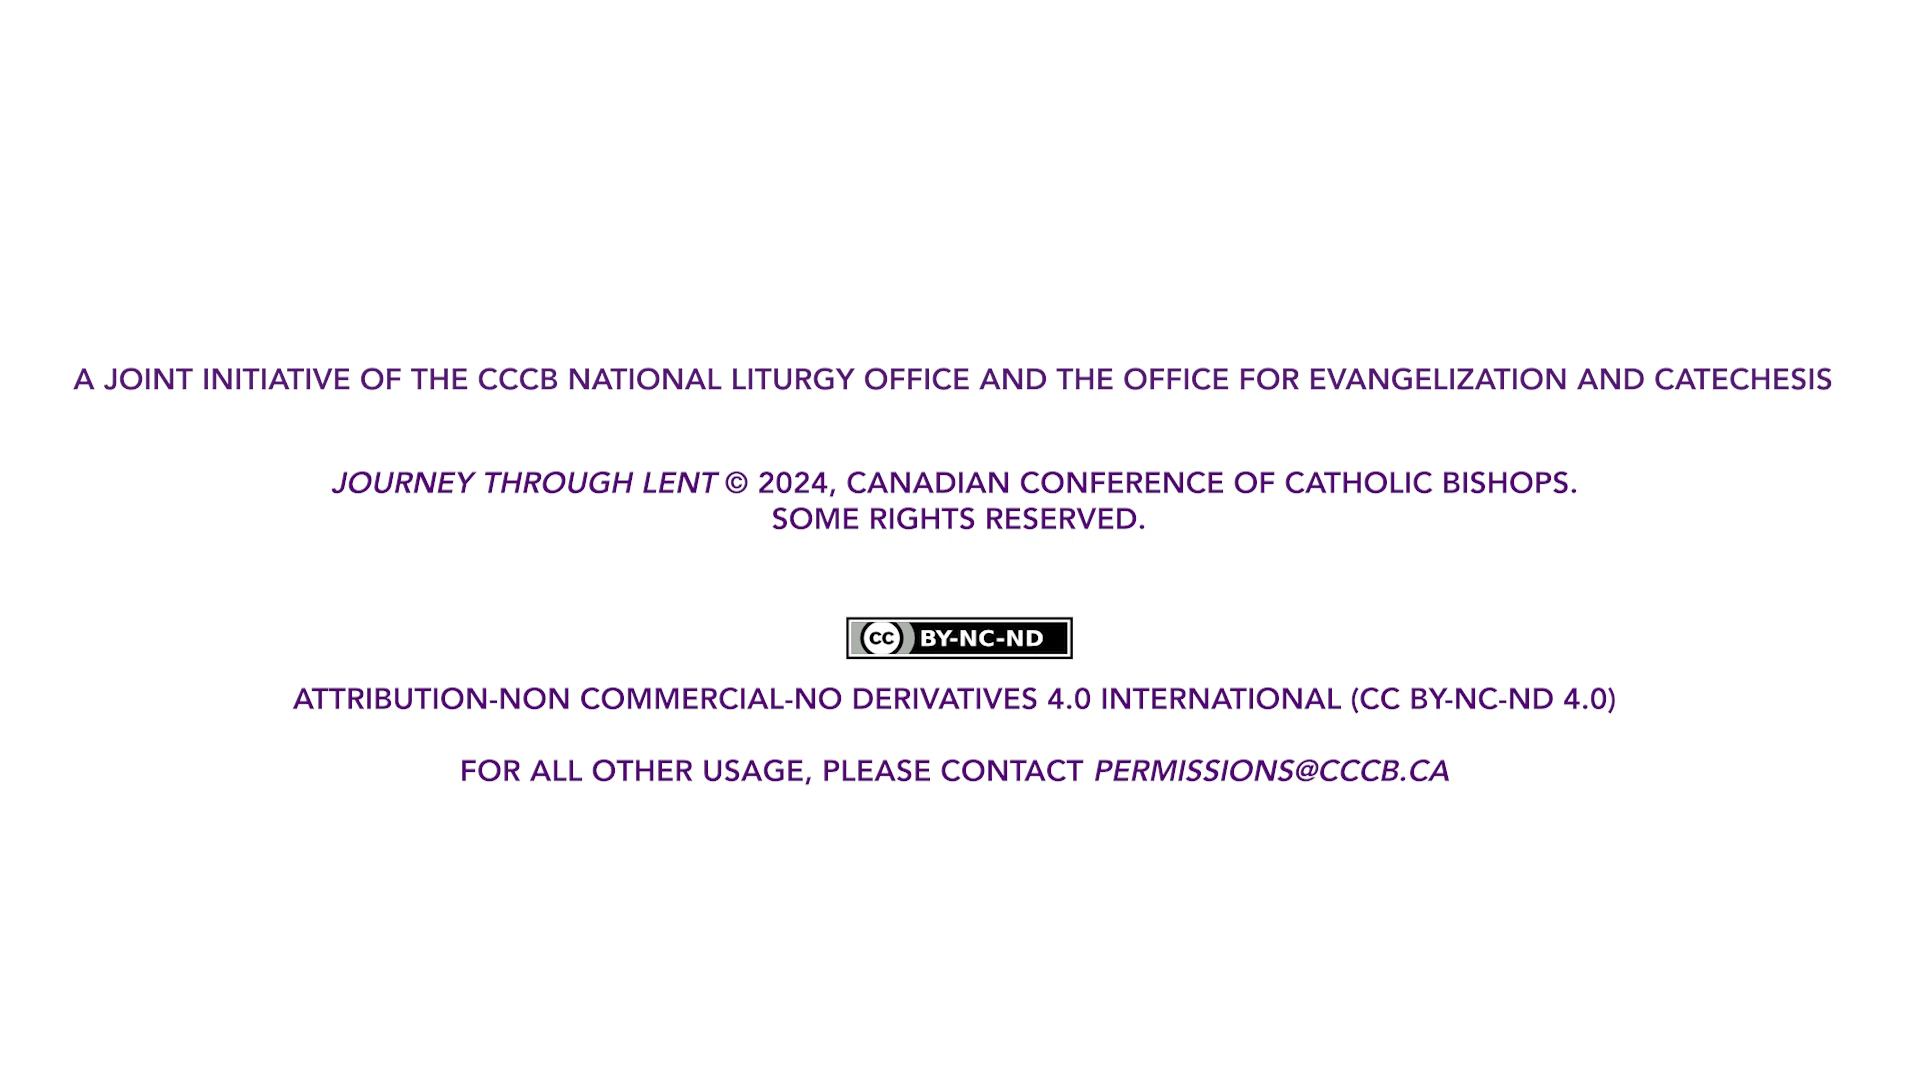 A JOINT INITIATIVE OF THE CCCB NATIONAL LITURGY OFFICE AND THE OFFICE FOR EVANGELIZATION AND CATECHESIS
JOURNEY THROUGH LENT © 2024, CANADIAN CONFERENCE OF CATHOLIC BISHOPS.
SOME RIGHTS RESERVED.
CC BY-NC-ND
ATTRIBUTION-NON COMMERCIAL-NO DERIVATIVES 4.0 INTERNATIONAL (CC BY-NC-ND 4.0)
FOR ALL OTHER USAGE, PLEASE CONTACT PERMISSIONS@CCCB.CA